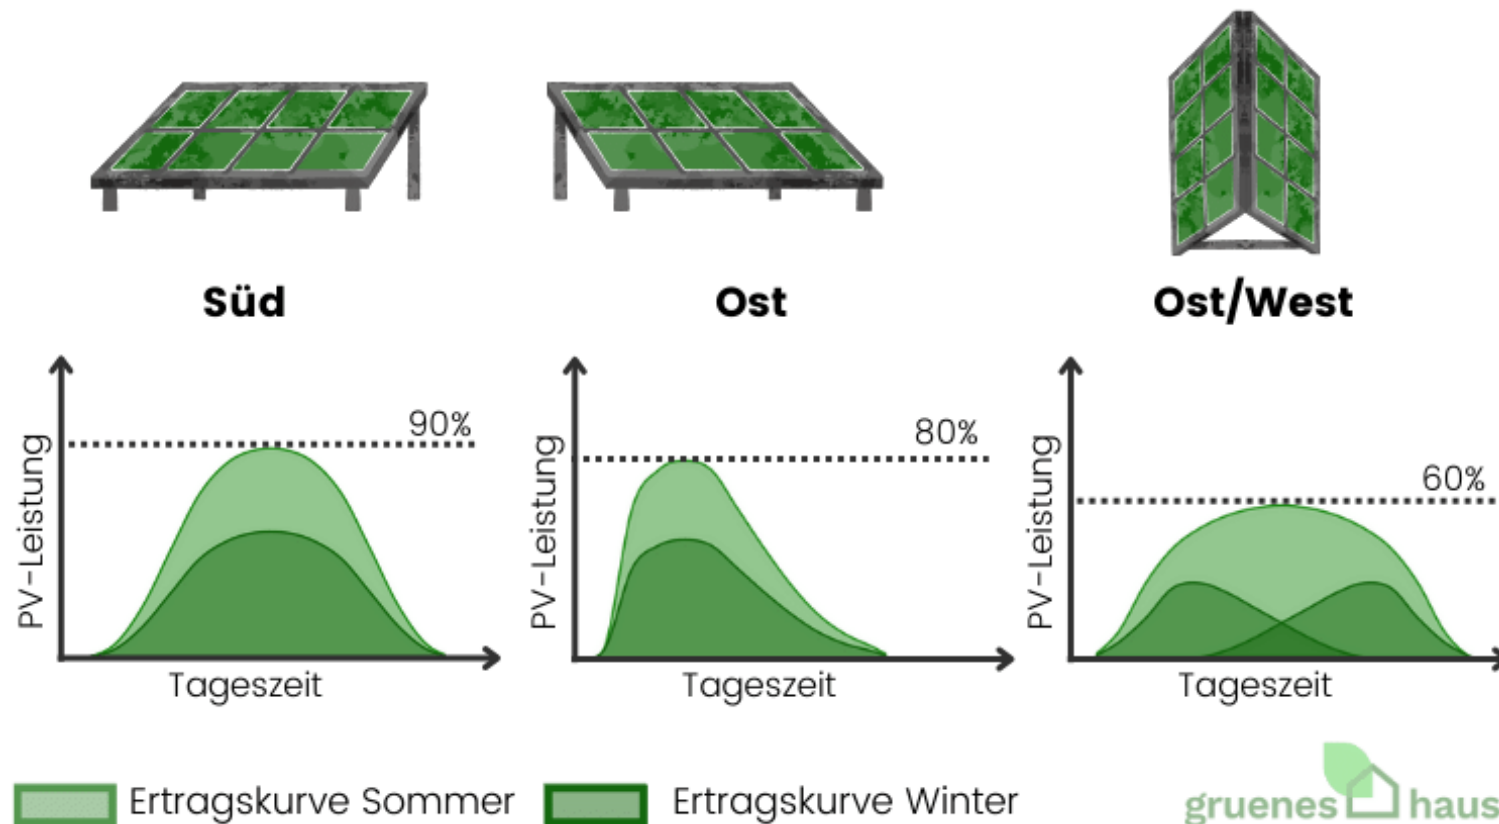 Süd
Ost
Ost/West
90%
80%
60%
PV-Leistung
PV-Leistung
PV-Leistung
Tageszeit
Tageszeit
Tageszeit
Ertragskurve Sommer
Ertragskurve Winter
gruenes haus